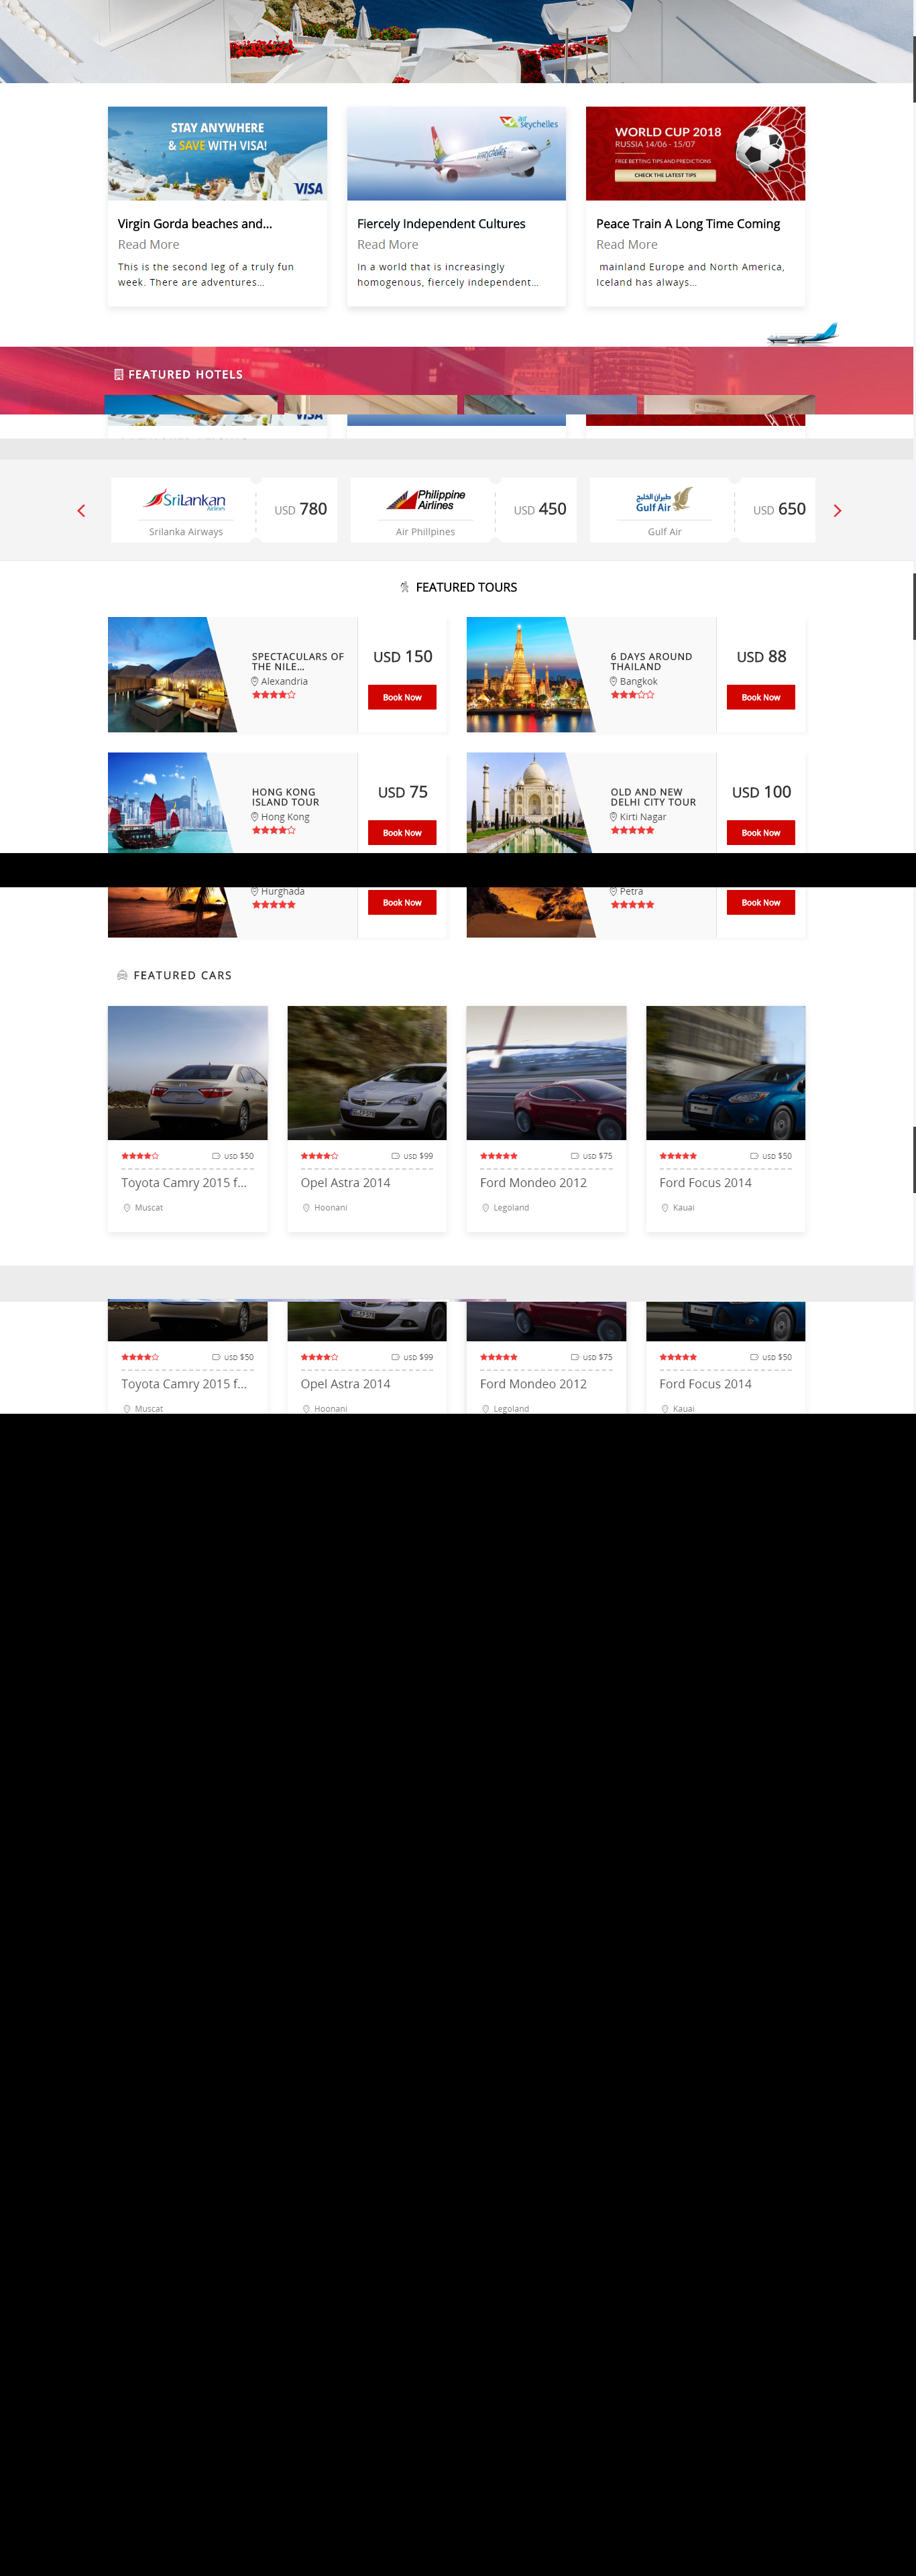 STAY ANYWHERE
& SAVE WITH VISA!
VISA
air
seychelles
WORLD CUP 2018
RUSSIA 14/06 - 15/07
FREE BETTING TIPS AND PREDICTIONS
CHECK THE LATEST TIPS
Virgin Gorda beaches and...
Read More
This is the second leg of a truly fun
week. There are adventures...
Fiercely Independent Cultures
Read More
In a world that is increasingly
homogenous, fiercely independent...
Peace Train A Long Time Coming
Read More
mainland Europe and North America,
Iceland has always...
FEATURED HOTELS
SriLankan
Airlines
Srilanka Airways
USD 780
Philippine
Airlines
Air Phillpines
USD 450
طيران الخليج
Gulf Air
Gulf Air
USD 650
FEATURED TOURS
SPECTACULARS OF
THE NILE...
Alexandria
USD 150
Book Now
6 DAYS AROUND
THAILAND
Bangkok
USD 88
Book Now
HONG KONG
ISLAND TOUR
Hong Kong
USD 75
Book Now
OLD AND NEW
DELHI CITY TOUR
Kirti Nagar
USD 100
Book Now
Hurghada
Book Now
Petra
Book Now
FEATURED CARS
USD $50
Toyota Camry 2015 f...
Muscat
USD $99
Opel Astra 2014
Hoonani
USD $75
Ford Mondeo 2012
Legoland
USD $50
Ford Focus 2014
Kauai
USD $50
Toyota Camry 2015 f...
Muscat
USD $99
Opel Astra 2014
Hoonani
USD $75
Ford Mondeo 2012
Legoland
USD $50
Ford Focus 2014
Kauai